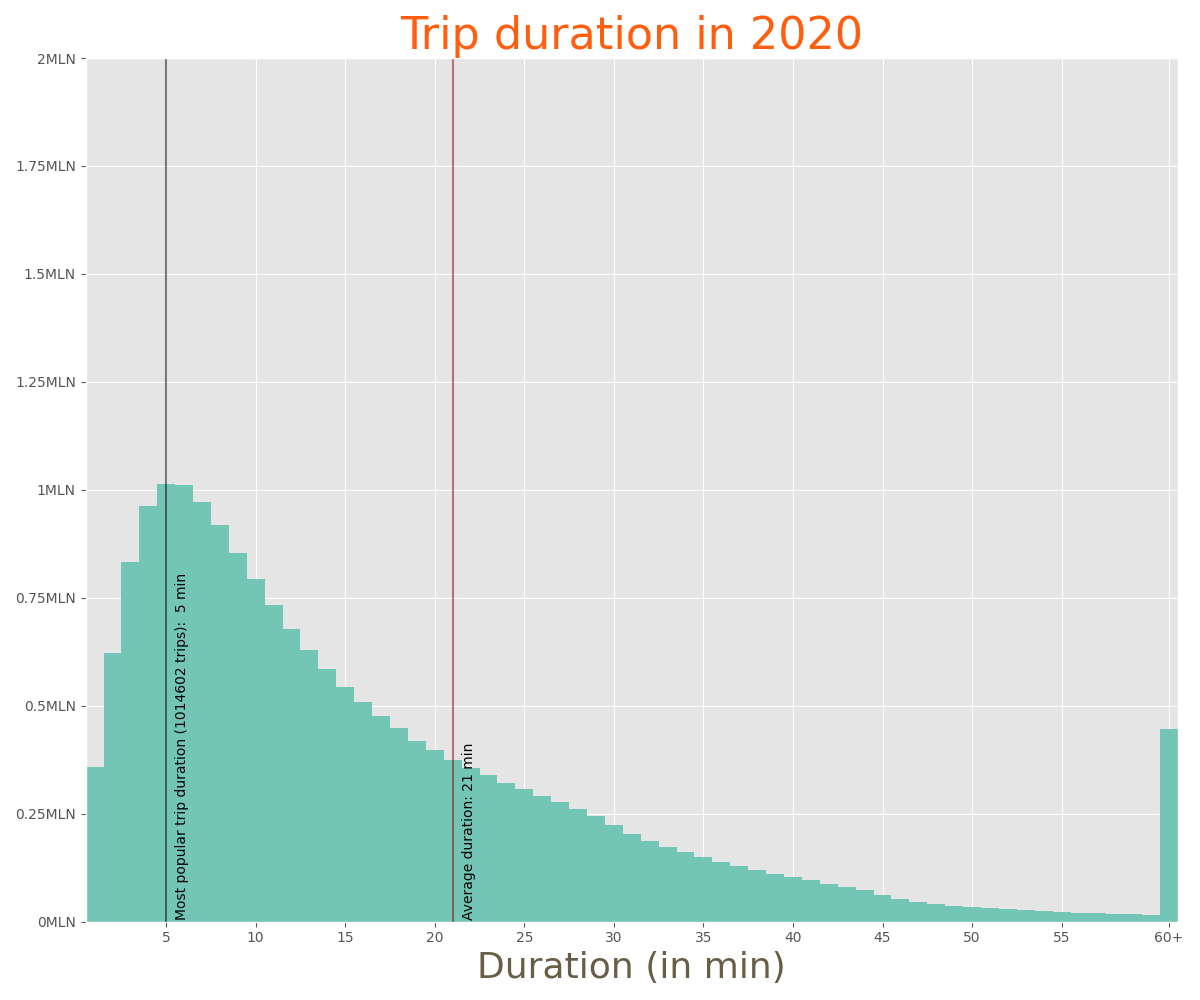 Trip duration in 2020
2MLN
1.75MLN
1.5MLN
1.25MLN
1MLN
0.75MLN
0.5MLN
0.25MLN
0MLN
Most popular trip duration (1014602 trips):  5 min
Average duration: 21 min
5 10 15 20 25 30 35 40 45 50 55 60+
Duration (in min)